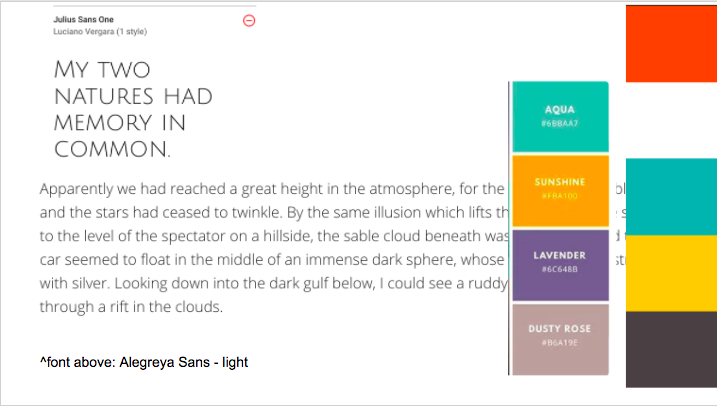 Julius Sans One
Luciano Vergara (1 style)
MY TWO
NATURES HAD
MEMORY IN
COMMON.
Apparently we had reached a great height in the atmosphere, for the
and the stars had ceased to twinkle. By the same illusion which lifts th
to the level of the spectator on a hillside, the sable cloud beneath was
car seemed to float in the middle of an immense dark sphere, whose
with silver. Looking down into the dark gulf below, I could see a ruddy
through a rift in the clouds.
^font above: Alegreya Sans - light
AQUA
#6BBAA7
SUNSHINE
#FBA100
LAVENDER
#6C648B
DUSTY ROSE
#B6A19E